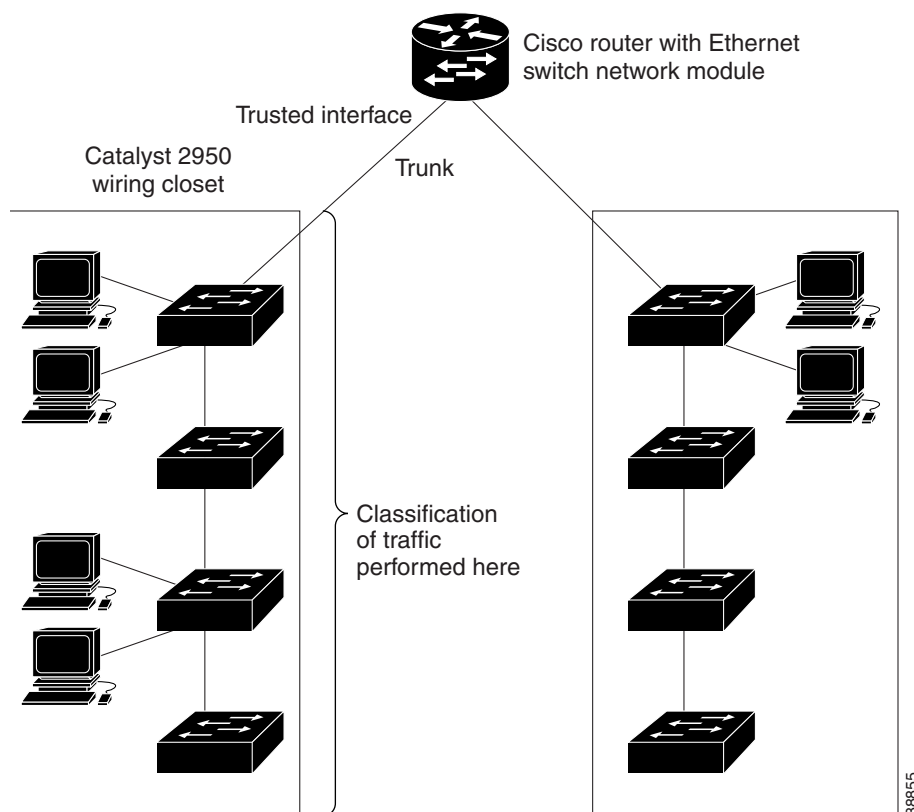 Cisco router with Ethernet
switch network module
Trusted interface
Trunk
Catalyst 2950
wiring closet
Classification
of traffic
performed here